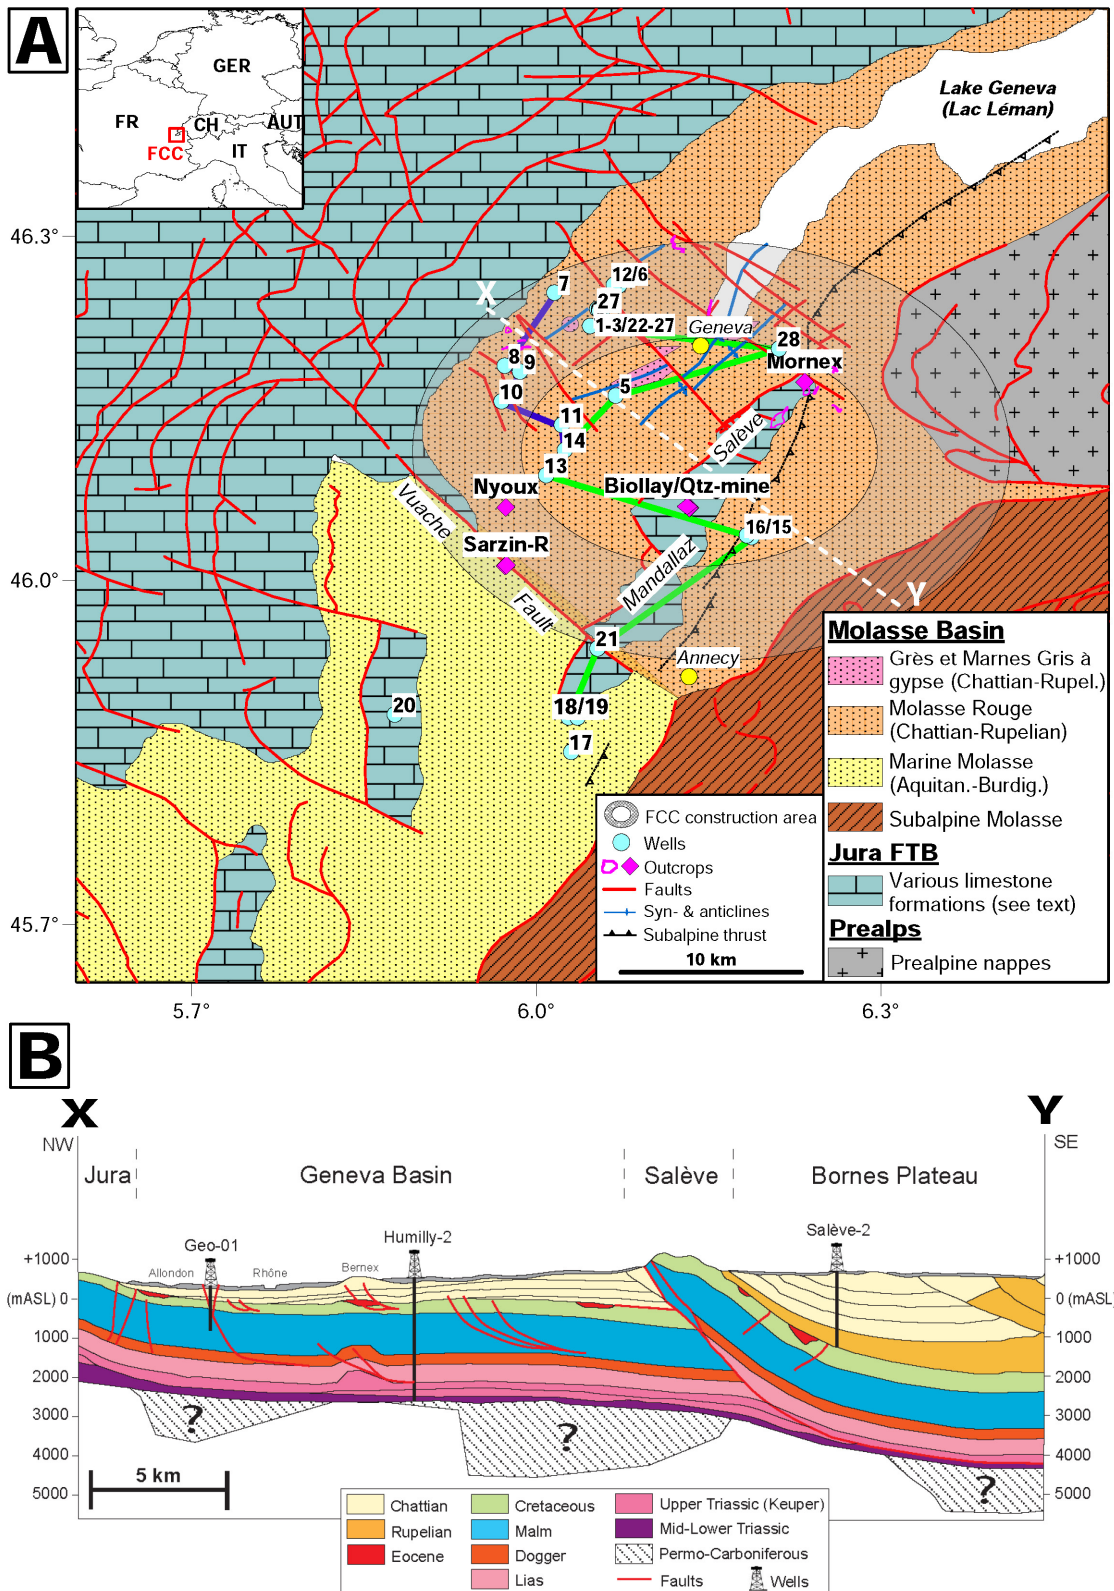 A
GER
FR
CH
AUT
FCC
IT
Lake Geneva
(Lac Léman)
46.3°
46.0°
45.7°
5.7°
6.0°
6.3°
X
7
12/6
27
1-3/22-27
Geneva
28
Mornex
8
9
5
10
11
14
Salève
13
Nyoux
Biollay/Qtz-mine
Vuache
Sarzin-R
16/15
Mandallaz
Fault
Y
21
Annecy
20
18/19
17
FCC construction area
Wells
Outcrops
Faults
Syn- & anticlines
Subalpine thrust
10 km
Molasse Basin
Grès et Marnes Gris à
gypse (Chattian-Rupel.)
Molasse Rouge
(Chattian-Rupelian)
Marine Molasse
(Aquitan.-Burdig.)
Subalpine Molasse
Jura FTB
Various limestone
formations (see text)
Prealps
Prealpine nappes
B
X
Y
NW
SE
Jura
Geneva Basin
Salève
Bornes Plateau
Geo-01
Humilly-2
Salève-2
Allondon
Rhône
Bernex
+1000
(mASL) 0
1000
2000
3000
4000
5000
+1000
0 (mASL)
1000
2000
3000
4000
5000
?
?
?
5 km
Chattian
Rupelian
Eocene
Cretaceous
Malm
Dogger
Lias
Upper Triassic (Keuper)
Mid-Lower Triassic
Permo-Carboniferous
Faults
Wells